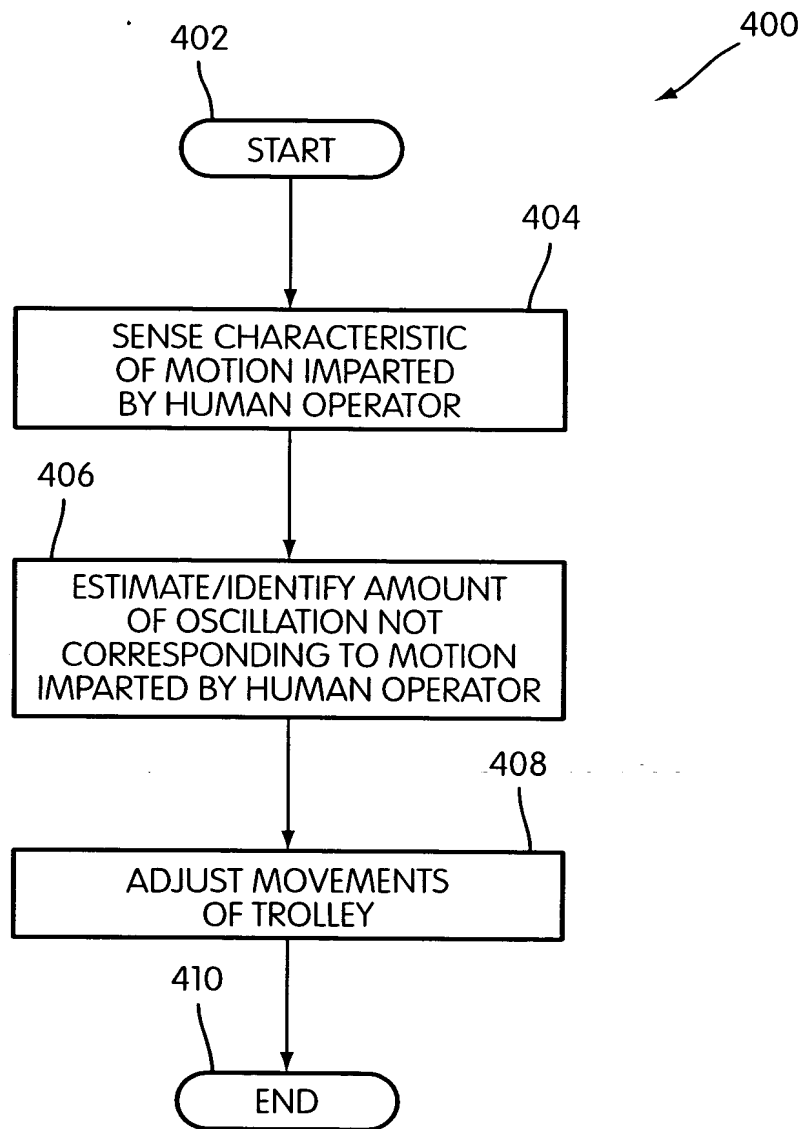 402
400
START
404
SENSE CHARACTERISTIC
OF MOTION IMPARTED
BY HUMAN OPERATOR
406
ESTIMATE/IDENTIFY AMOUNT
OF OSCILLATION NOT
CORRESPONDING TO MOTION
IMPARTED BY HUMAN OPERATOR
408
ADJUST MOVEMENTS
OF TROLLEY
410
END